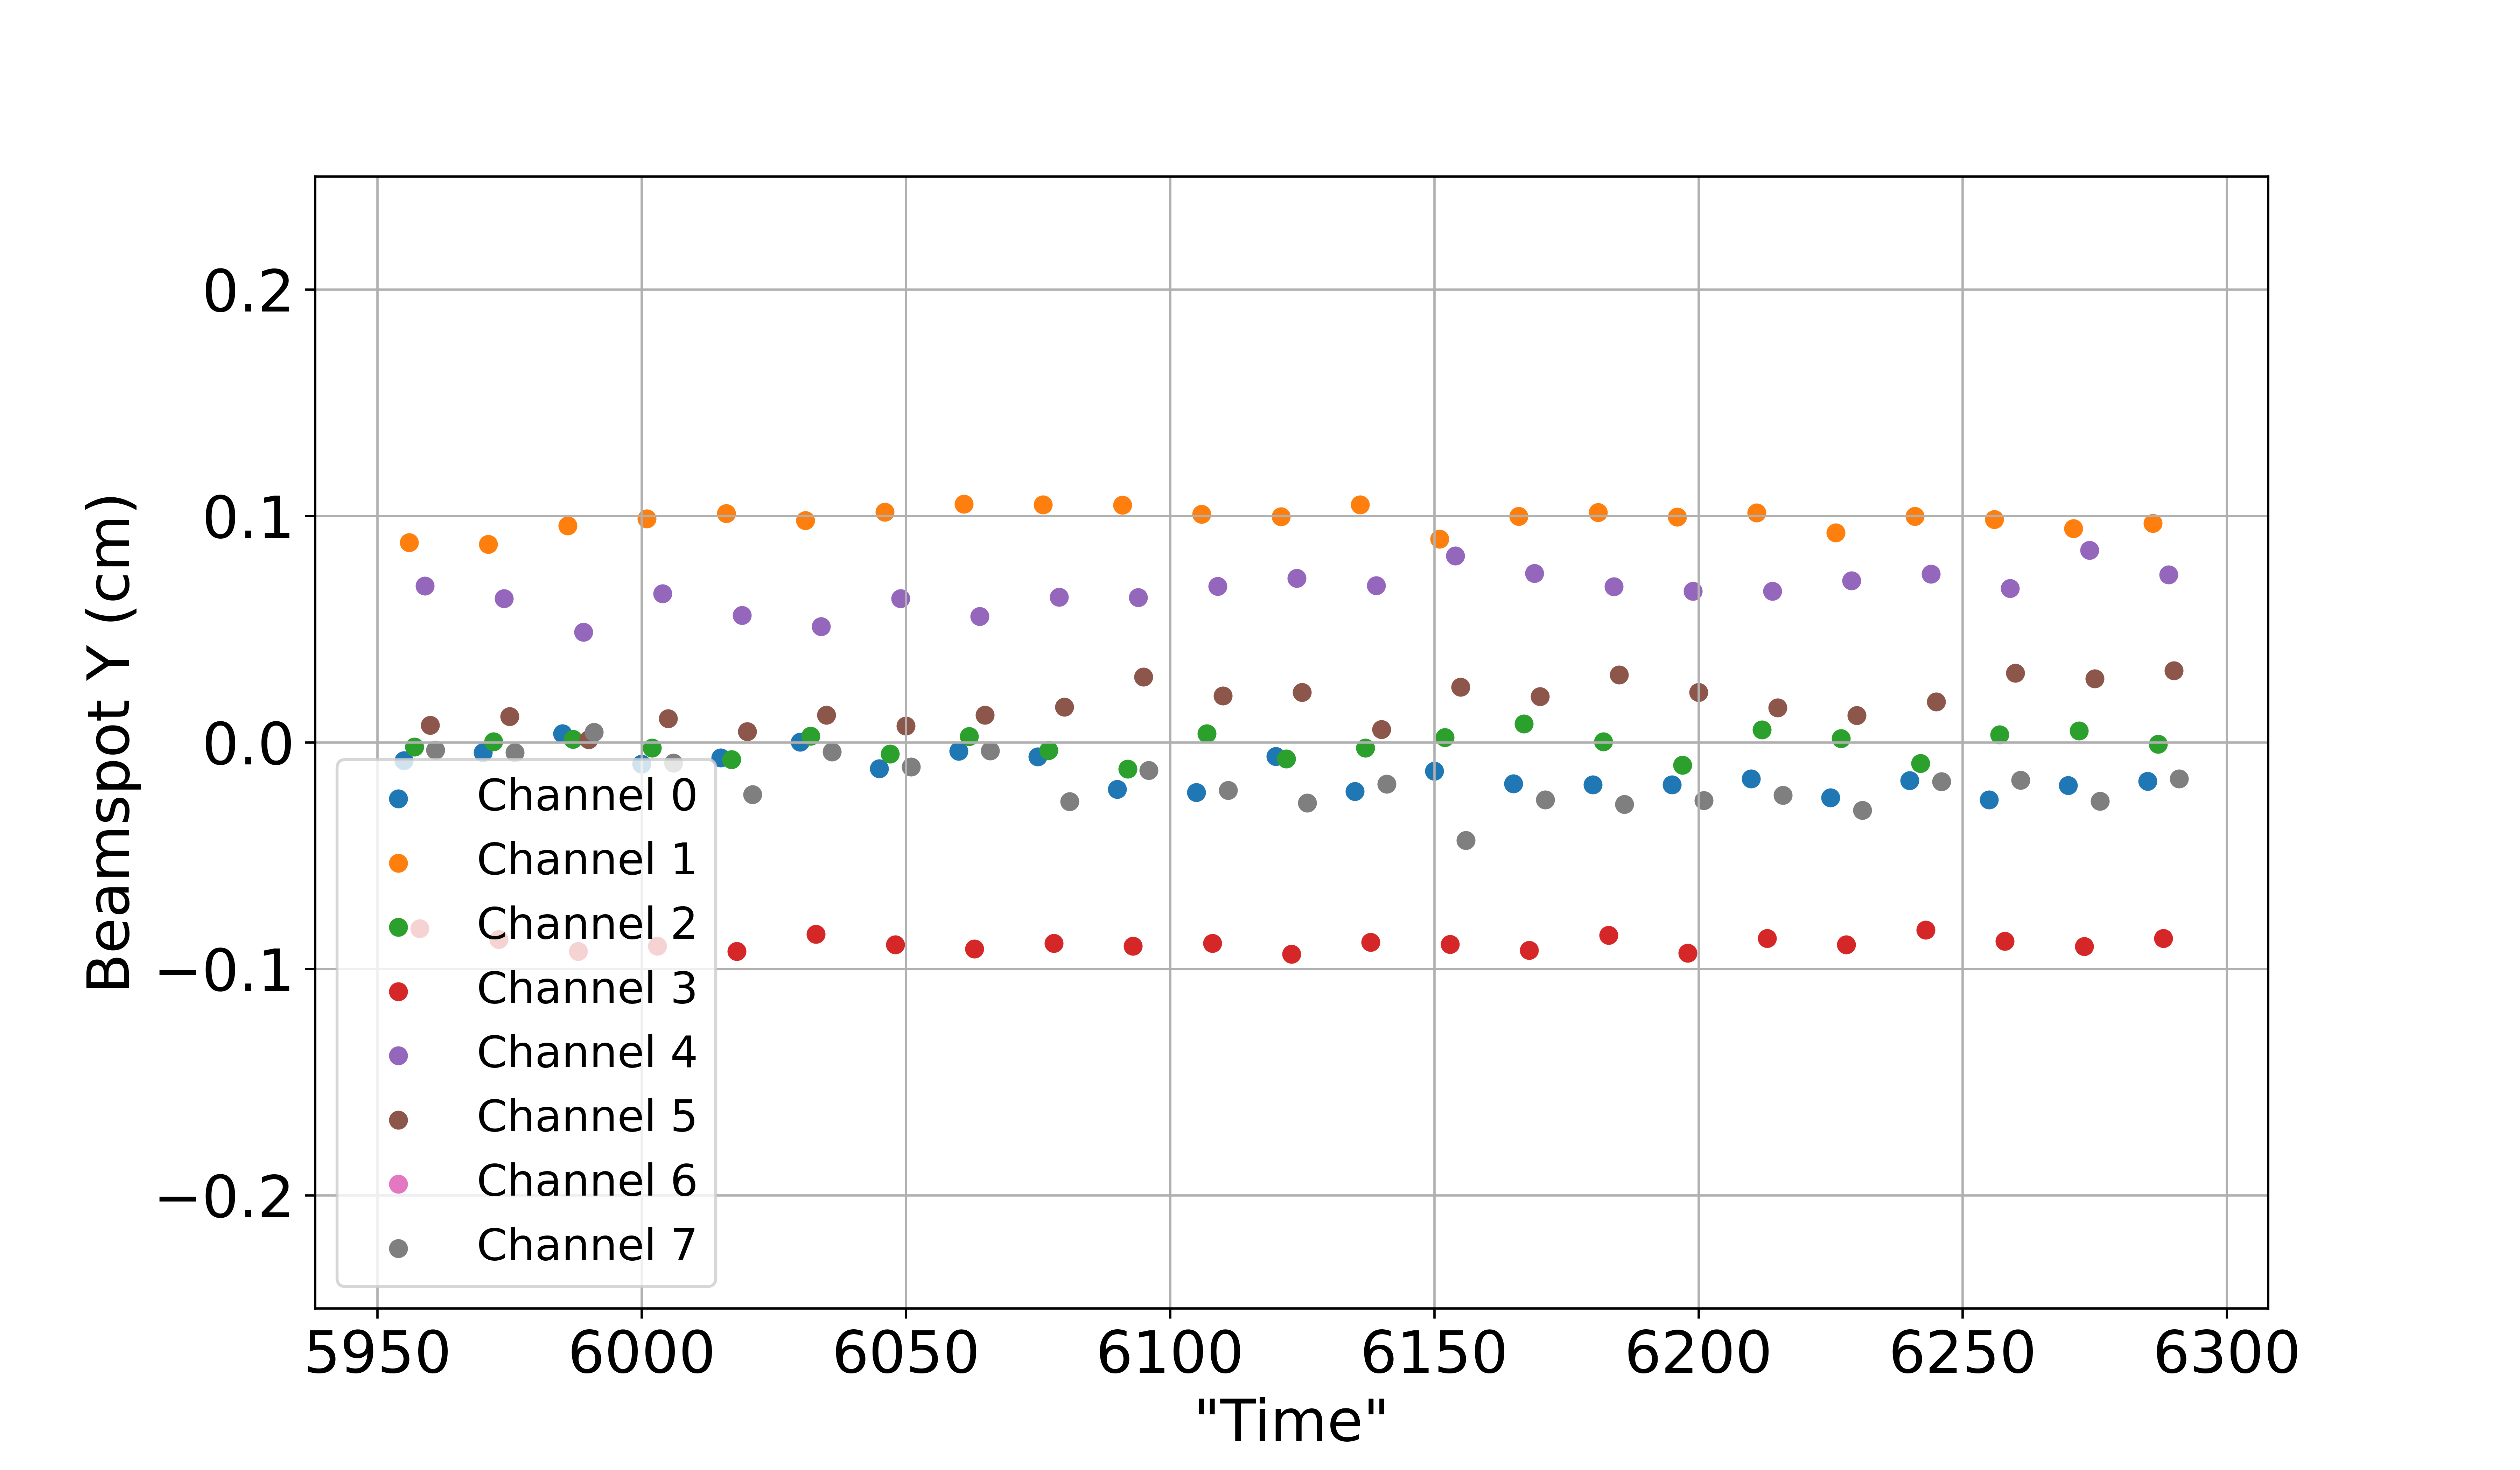 Beamspot Y (cm)
0.2
0.1
0.0
−0.1
−0.2
Channel 0
Channel 1
Channel 2
Channel 3
Channel 4
Channel 5
Channel 6
Channel 7
5950 6000 6050 6100 6150 6200 6250 6300
"Time"